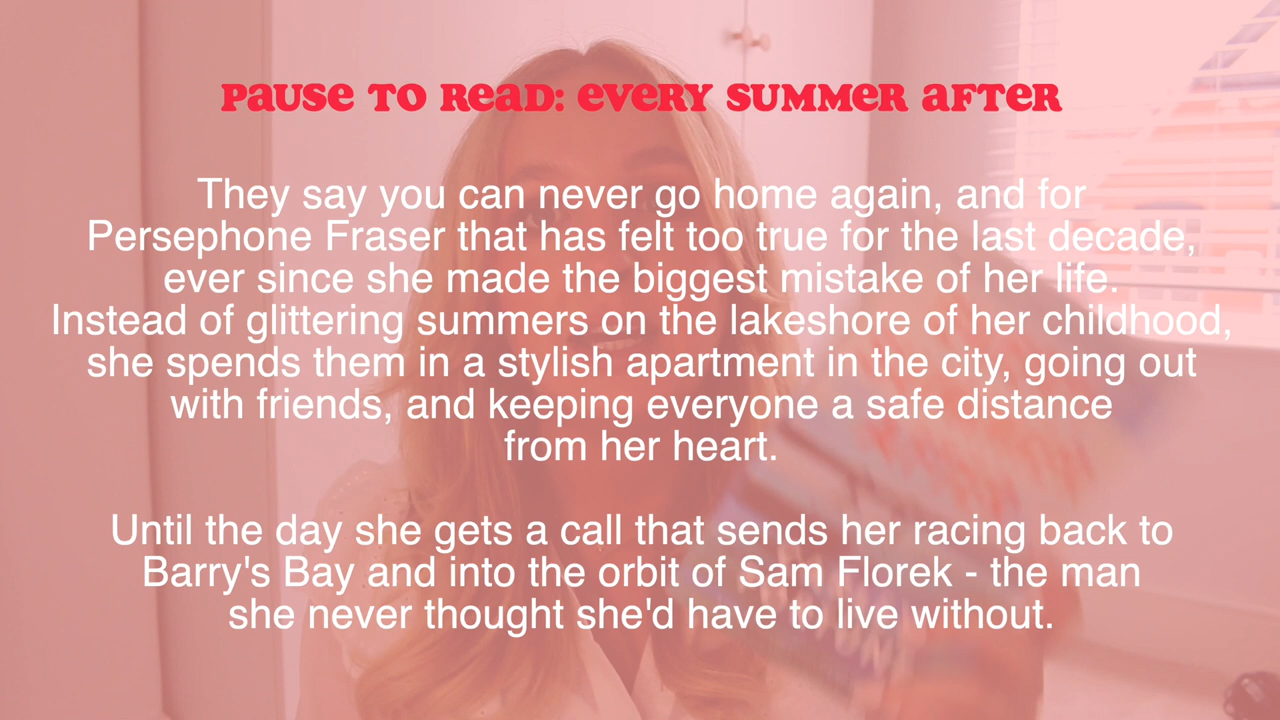 PAUSE TO READ: EVERY SUMMER AFTER
They say you can never go home again, and for
Persephone Fraser that has felt too true for the last decade,
ever since she made the biggest mistake of her life.
Instead of glittering summers on the lakeshore of her childhood,
she spends them in a stylish apartment in the city, going out
with friends, and keeping everyone a safe distance
from her heart.
Until the day she gets a call that sends her racing back to
Barry's Bay and into the orbit of Sam Florek - the man
she never thought she'd have to live without.